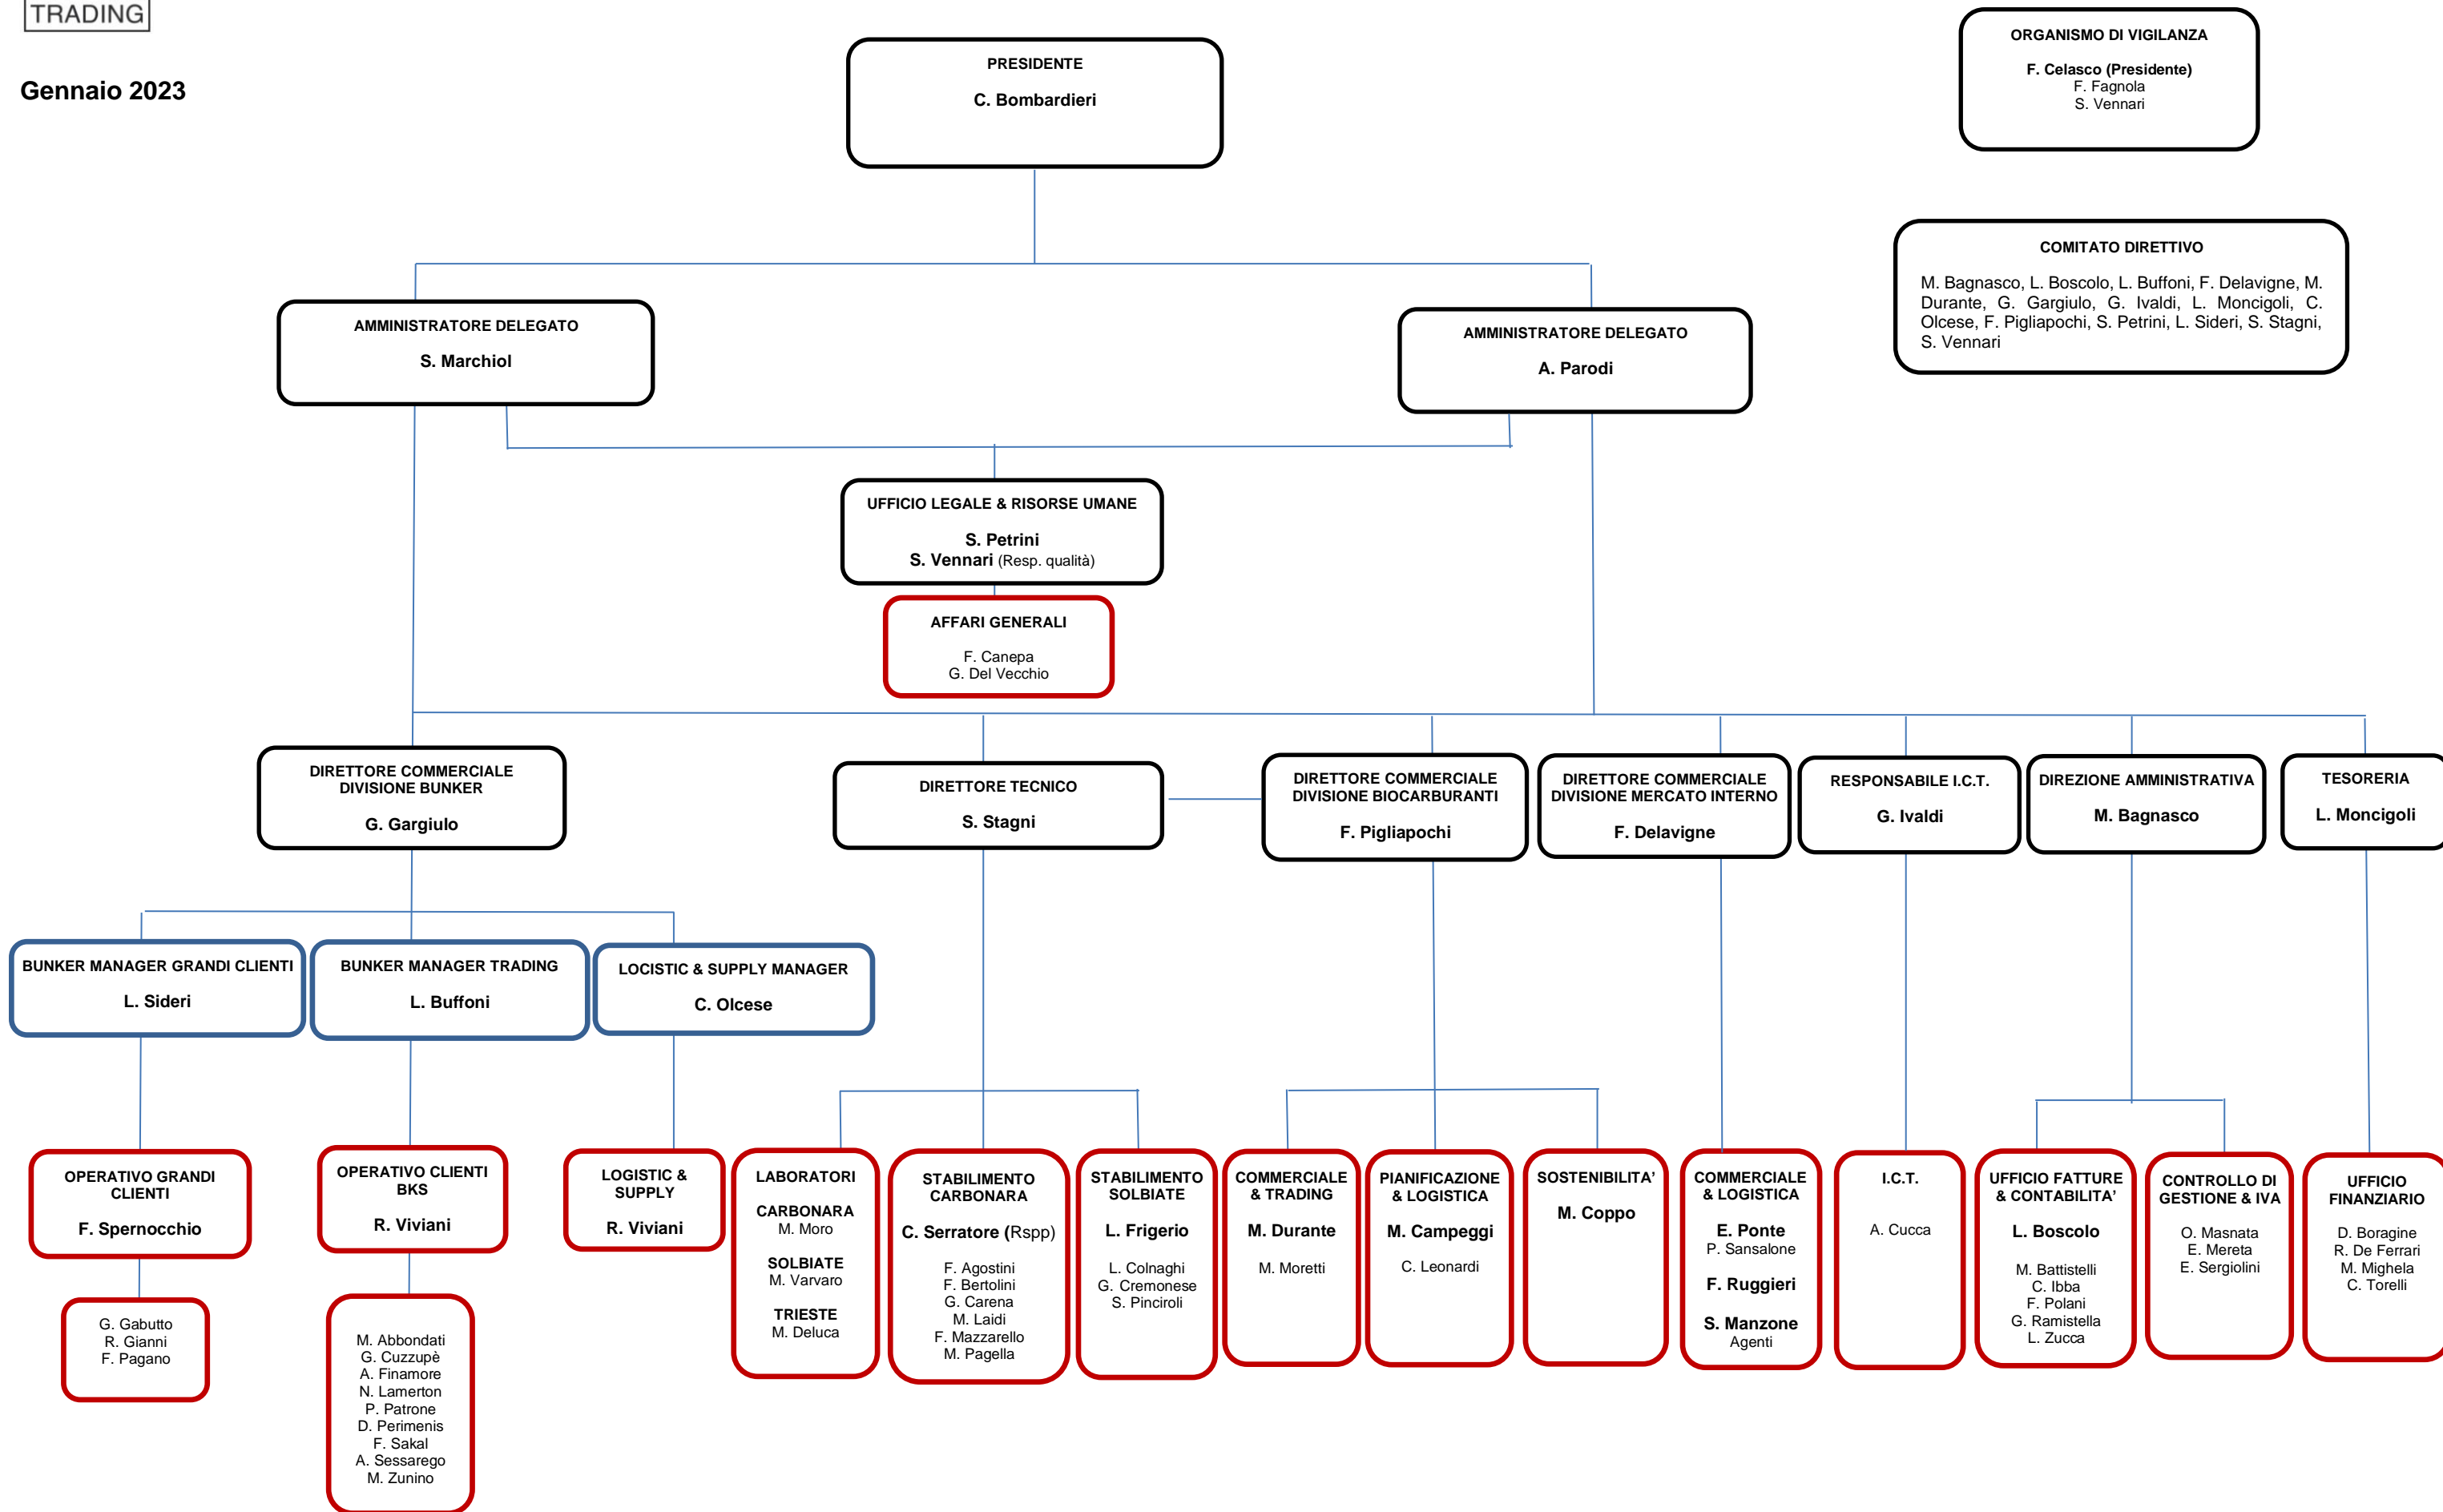 TRADING
Gennaio 2023
PRESIDENTE
C. Bombardieri
ORGANISMO DI VIGILANZA
F. Celasco (Presidente)
F. Fagnola
S. Vennari
COMITATO DIRETTIVO
M. Bagnasco, L. Boscolo, L. Buffoni, F. Delavigne, M.
Durante, G. Gargiulo, G. Ivaldi, L. Moncigoli, C.
Olcese, F. Pigliapochi, S. Petrini, L. Sideri, S. Stagni,
S. Vennari
AMMINISTRATORE DELEGATO
S. Marchiol
AMMINISTRATORE DELEGATO
A. Parodi
UFFICIO LEGALE & RISORSE UMANE
S. Petrini
S. Vennari (Resp. qualità)
AFFARI GENERALI
F. Canepa
G. Del Vecchio
DIRETTORE COMMERCIALE
DIVISIONE BUNKER
G. Gargiulo
DIRETTORE TECNICO
S. Stagni
DIRETTORE COMMERCIALE
DIVISIONE BIOCARBURANTI
F. Pigliapochi
DIRETTORE COMMERCIALE
DIVISIONE MERCATO INTERNO
F. Delavigne
RESPONSABILE I.C.T.
G. Ivaldi
DIREZIONE AMMINISTRATIVA
M. Bagnasco
TESORERIA
L. Moncigoli
BUNKER MANAGER GRANDI CLIENTI
L. Sideri
BUNKER MANAGER TRADING
L. Buffoni
LOCISTIC & SUPPLY MANAGER
C. Olcese
OPERATIVO GRANDI
CLIENTI
F. Spernocchio
G. Gabutto
R. Gianni
F. Pagano
OPERATIVO CLIENTI
BKS
R. Viviani
M. Abbondati
G. Cuzzupè
A. Finamore
N. Lamerton
P. Patrone
D. Perimenis
F. Sakal
A. Sessarego
M. Zunino
LOGISTIC &
SUPPLY
R. Viviani
LABORATORI
CARBONARA
M. Moro
SOLBIATE
M. Varvaro
TRIESTE
M. Deluca
STABILIMENTO
CARBONARA
C. Serratore (Rspp)
F. Agostini
F. Bertolini
G. Carena
M. Laidi
F. Mazzarello
M. Pagella
STABILIMENTO
SOLBIATE
L. Frigerio
L. Colnaghi
G. Cremonese
S. Pinciroli
COMMERCIALE
& TRADING
M. Durante
M. Moretti
PIANIFICAZIONE
& LOGISTICA
M. Campeggi
C. Leonardi
SOSTENIBILITA’
M. Coppo
COMMERCIALE
& LOGISTICA
E. Ponte
P. Sansalone
F. Ruggieri
S. Manzone
Agenti
I.C.T.
A. Cucca
UFFICIO FATTURE
& CONTABILITA’
L. Boscolo
M. Battistelli
C. Ibba
F. Polani
G. Ramistella
L. Zucca
CONTROLLO DI
GESTIONE & IVA
O. Masnata
E. Mereta
E. Sergiolini
UFFICIO
FINANZIARIO
D. Boragine
R. De Ferrari
M. Mighela
C. Torelli